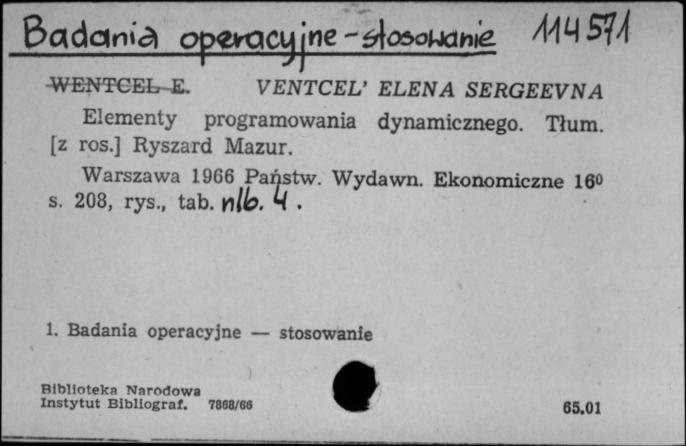 Badania operacyjne - stosowanie 114571
WENTCEL E. VENTCEL' ELENA SERGEEVNA
Elementy programowania dynamicznego. Tłum.
[z ros.] Ryszard Mazur.
Warszawa 1966 Państw. Wydawn. Ekonomiczne 16⁰
s. 208, rys., tab. nlb. 4.
1. Badania operacyjne — stosowanie
Biblioteka Narodowa
Instytut Bibliograf. 7868/66 65.01